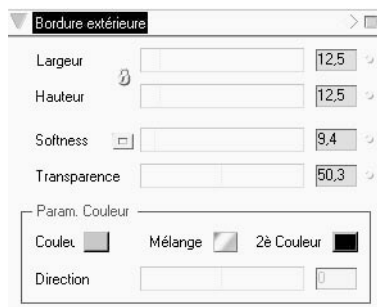 Bordure extérieure
Largeur 12,5
Hauteur 12,5
Softness 9,4
Transparence 50,3
Param. Couleur
Couleu Mélange 2è Couleur
Direction 0